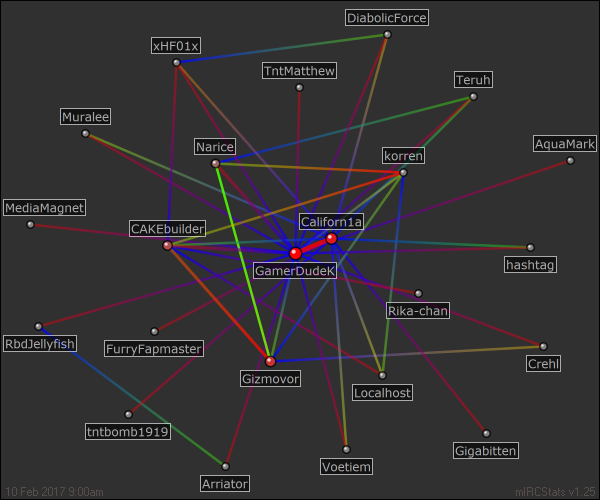 DiabolicForce
xHF01x
TntMatthew
Teruh
Muralee
Narice
korren
AquaMark
MediaMagnet
CAKEbuilder
Californ1a
GamerDudeK
hashtag
Rika-chan
RbdJellyfish
FurryFapmaster
Crehl
Gizmovor
Localhost
tntbomb1919
Gigabitten
Voetiem
Arriator
10 Feb 2017 9:00am
mIRCStats v1.25